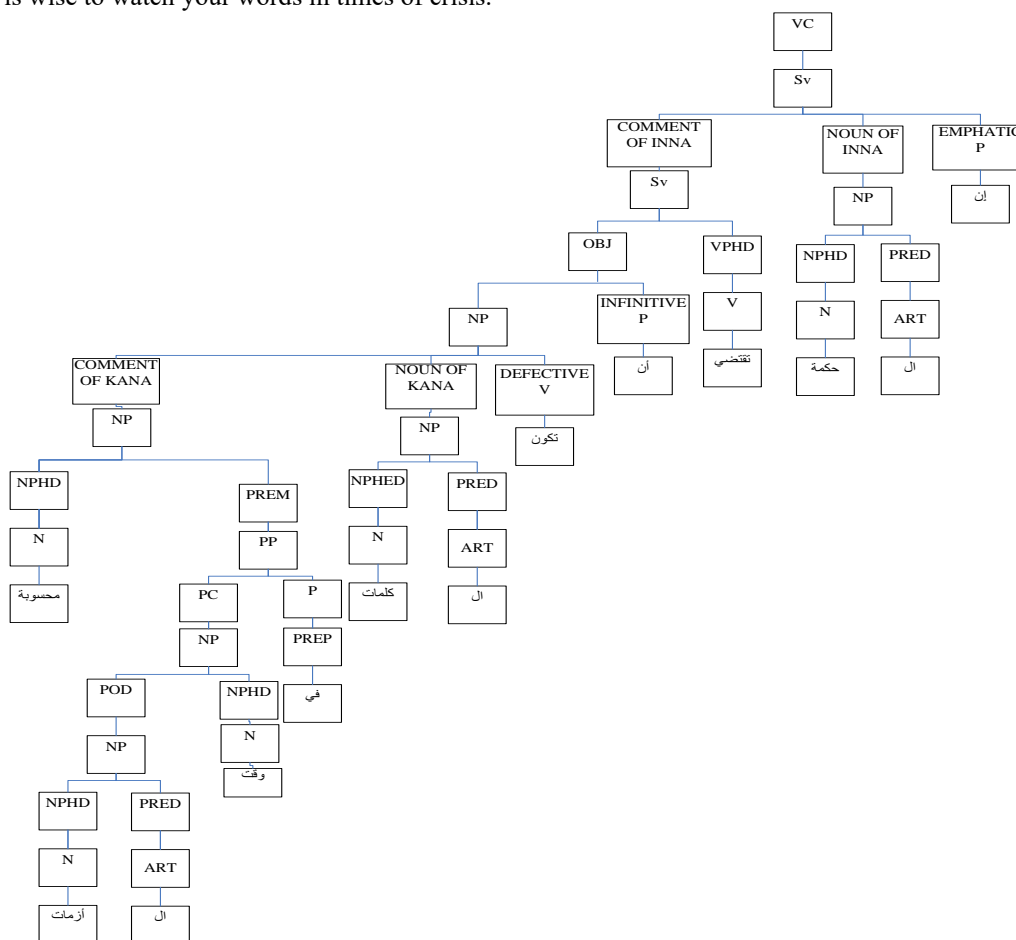 is wise to watch your words in times of crisis.
VC
Sv
COMMENT
OF INNA
NOUN OF
INNA
EMPHATIC
P
Sv
NP
إن
OBJ
VPHD
NPHD
PRED
NP
INFINITIVE
P
V
N
ART
COMMENT
OF KANA
NOUN OF
KANA
DEFECTIVE
V
أن
تقتضي
حكمة
ال
NP
NP
تكون
NPHD
PREM
NPHED
PRED
N
PP
N
ART
محسوبة
PC
P
كلمات
ال
NP
PREP
POD
NPHD
في
NP
N
وقت
NPHD
PRED
N
ART
أزمات
ال